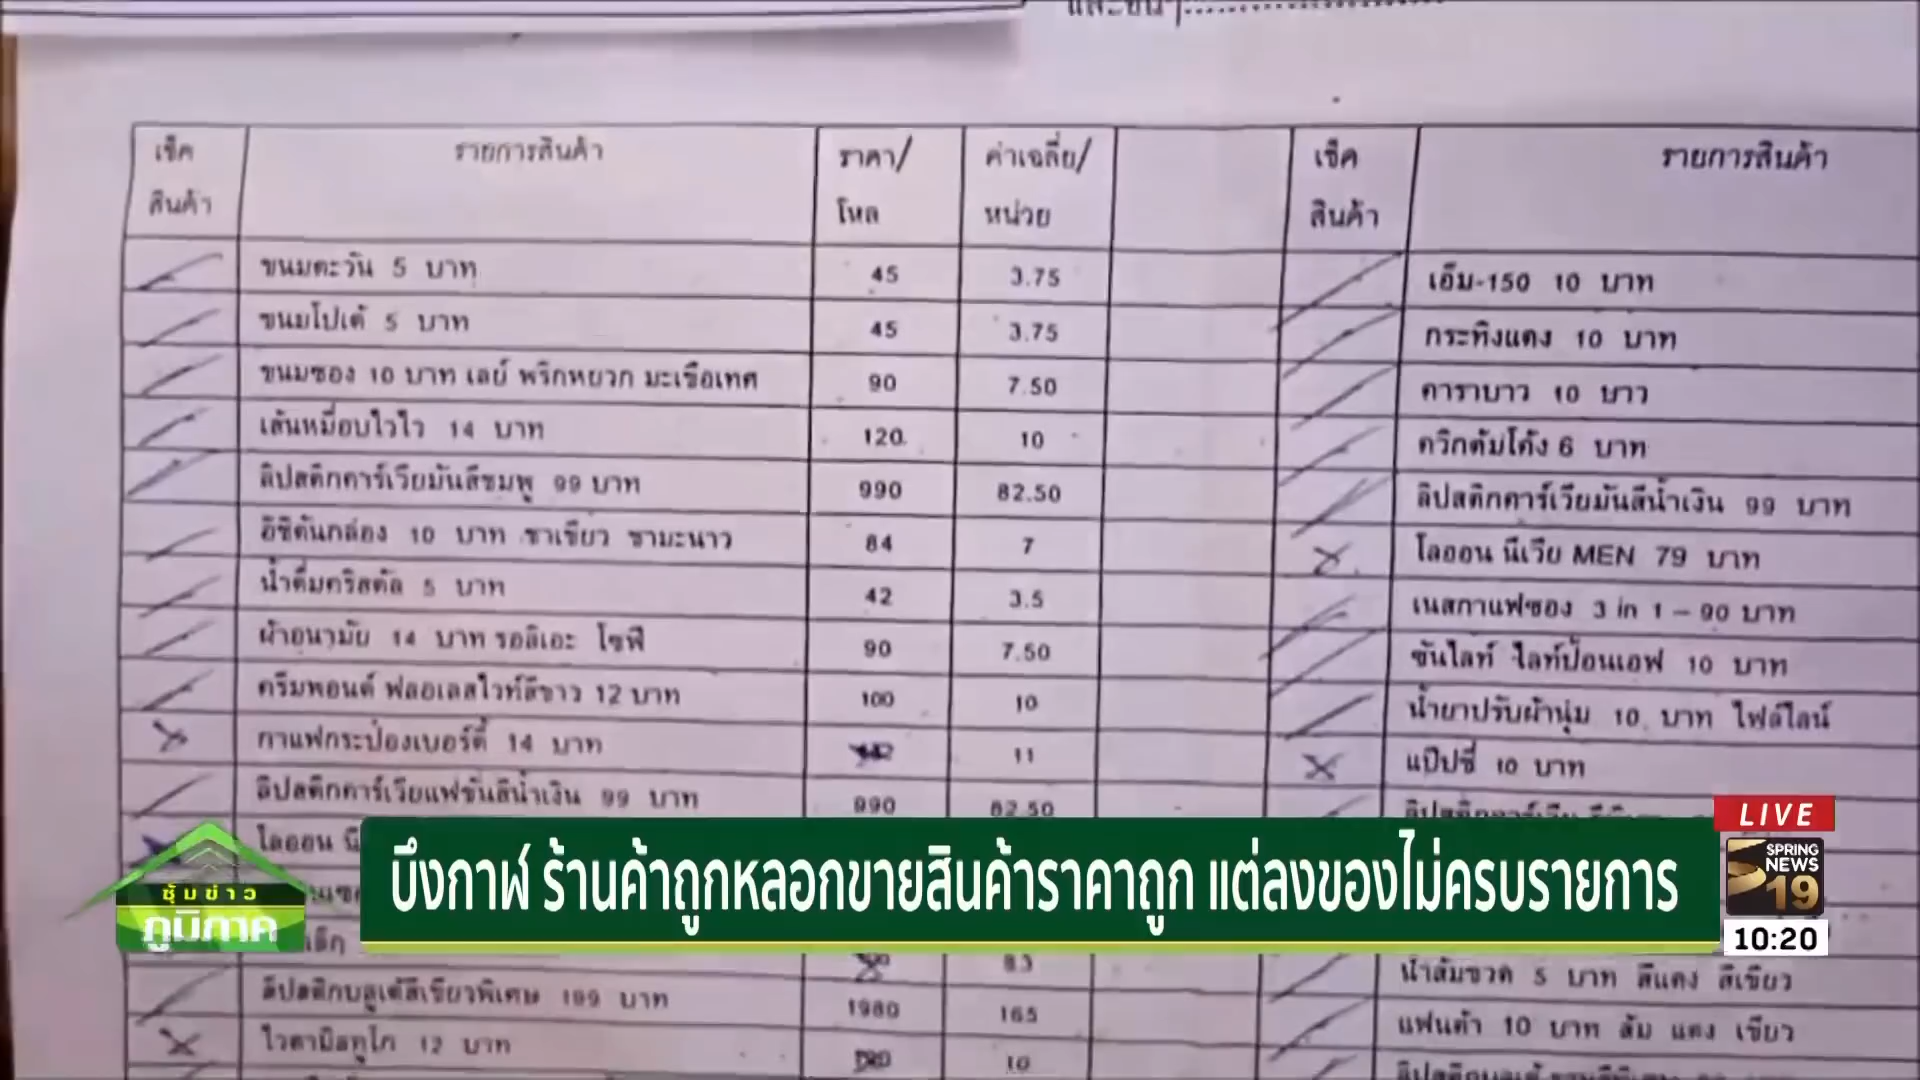 และอื่นๆ
เช็ค สินค้า รายการสินค้า ราคา/ โหล ค่าเฉลี่ย/ หน่วย เช็ค สินค้า รายการสินค้า
ขนมตะวัน 5 บาท 45 3.75 เอ็ม-150 10 บาท
ขนมโปเต้ 5 บาท 45 3.75 กระทิงแดง 10 บาท
ขนมซอง 10 บาท เลย์ พริกหยวก มะเขือเทศ 90 7.50 คาราบาว 10 บาว
เส้นหมี่อบไวไว 14 บาท 120 10 ควิกต้มโค้ง 6 บาท
ลิปสติกคาร์เวียมันสีชมพู 99 บาท 990 82.50 ลิปสติกคาร์เวียมันสีน้ำเงิน 99 บาท
อิชิตันกล่อง 10 บาท ชาเขียว ชามะนาว 84 7 โลออน นีเวีย MEN 79 บาท
น้ำดื่มคริสตัล 5 บาท 42 3.5 เนสกาแฟซอง 3 in 1 – 90 บาท
ผ้าอนามัย 14 บาท รอลิเอะ โซฟี 90 7.50 ซันไลท์ ไลท์ป้อนเอฟ 10 บาท
ครีมพอนด์ ฟลอเลสไวท์สีขาว 12 บาท 100 10 น้ำยาปรับผ้านุ่ม 10 บาท ไฟล์ไลน์
กาแฟกระป๋องเบอร์ดี้ 14 บาท 11 แป๊ปซี่ 10 บาท
ลิปสติกคาร์เวียแฟชั่นสีน้ำเงิน 99 บาท 990 82.50
โลออน
83 น้ำส้มขวด 5 บาท สีแดง สีเขียว
ลิปสติกบลูเต้สีเขียวพิเศษ 199 บาท 1980 165 แฟนต้า 10 บาท ส้ม แดง เขียว
ไวตามิลทูโก 12 บาท 10
ซุ้มข่าว
ภูมิภาค
บึงกาฬ ร้านค้าถูกหลอกขายสินค้าราคาถูก แต่ลงของไม่ครบรายการ
LIVE
SPRING
NEWS
19
10:20